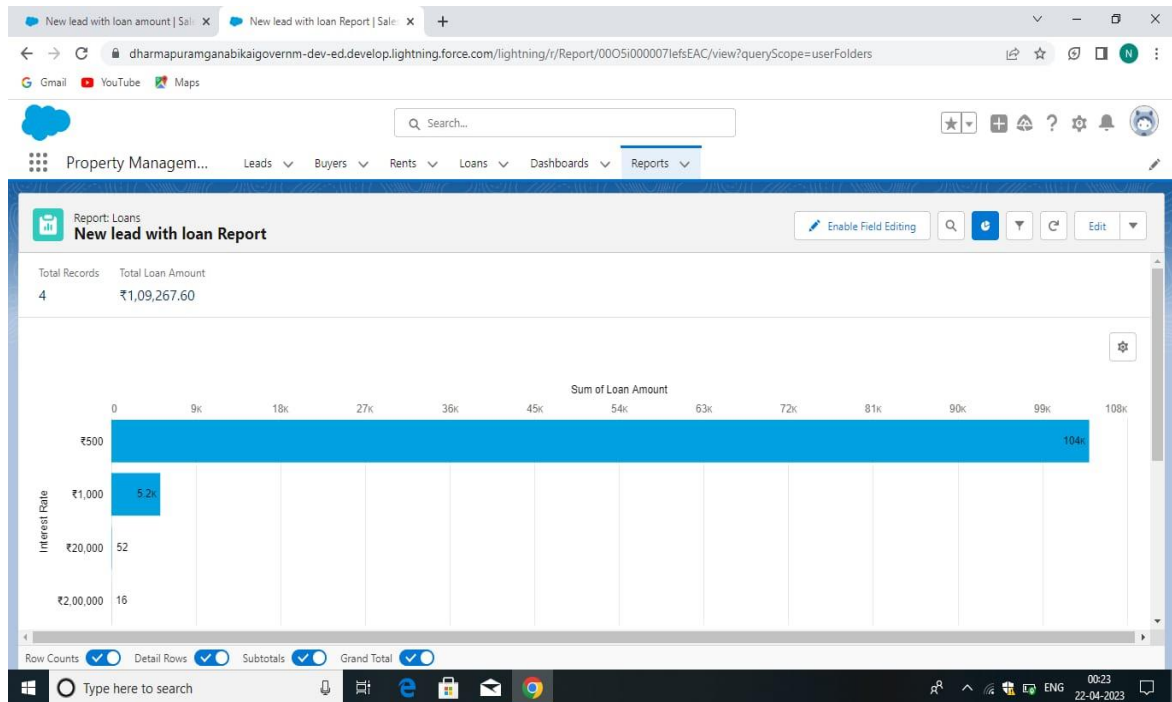 New lead with loan amount | Sale
New lead with loan Report | Sales
dharmapuramganabikaigovernm-dev-ed.develop.lightning.force.com/lightning/r/Report/00O5i000007IefsEAC/view?queryScope=userFolders
N
Gmail YouTube Maps
Search...
Property Managem... Leads Buyers Rents Loans Dashboards Reports
Report: Loans
New lead with loan Report
Enable Field Editing Edit
Total Records Total Loan Amount
4 ₹1,09,267.60
Sum of Loan Amount
0 9K 18K 27K 36K 45K 54K 63K 72K 81K 90K 99K 108K
Interest Rate
₹500 104K
₹1,000 5.2K
₹20,000 52
₹2,00,000 16
Row Counts Detail Rows Subtotals Grand Total
Type here to search
ENG
00:23
22-04-2023